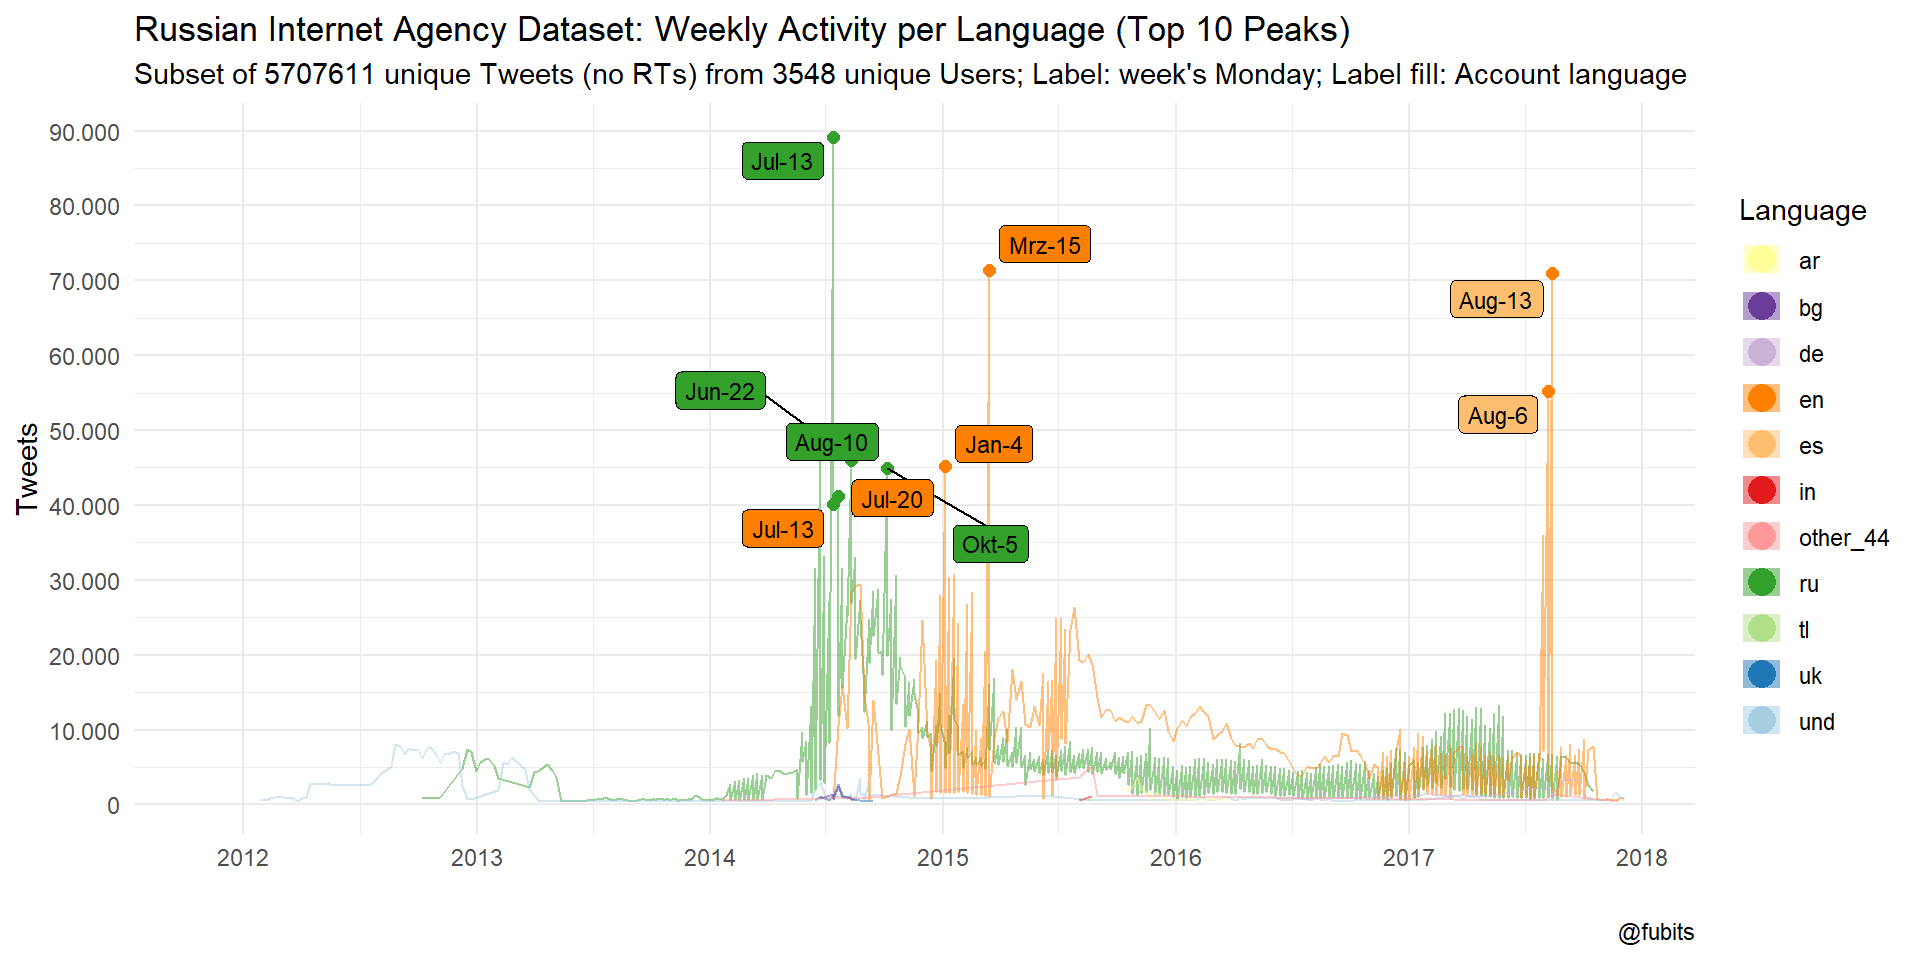 Russian Internet Agency Dataset: Weekly Activity per Language (Top 10 Peaks)
Subset of 5707611 unique Tweets (no RTs) from 3548 unique Users; Label: week's Monday; Label fill: Account language
Tweets
90.000
80.000
70.000
60.000
50.000
40.000
30.000
20.000
10.000
0
Jul-13
Mrz-15
Aug-13
Jun-22
Aug-6
Aug-10
Jan-4
Jul-20
Jul-13
Okt-5
2012
2013
2014
2015
2016
2017
2018
Language
ar
bg
de
en
es
in
other_44
ru
tl
uk
und
@fubits